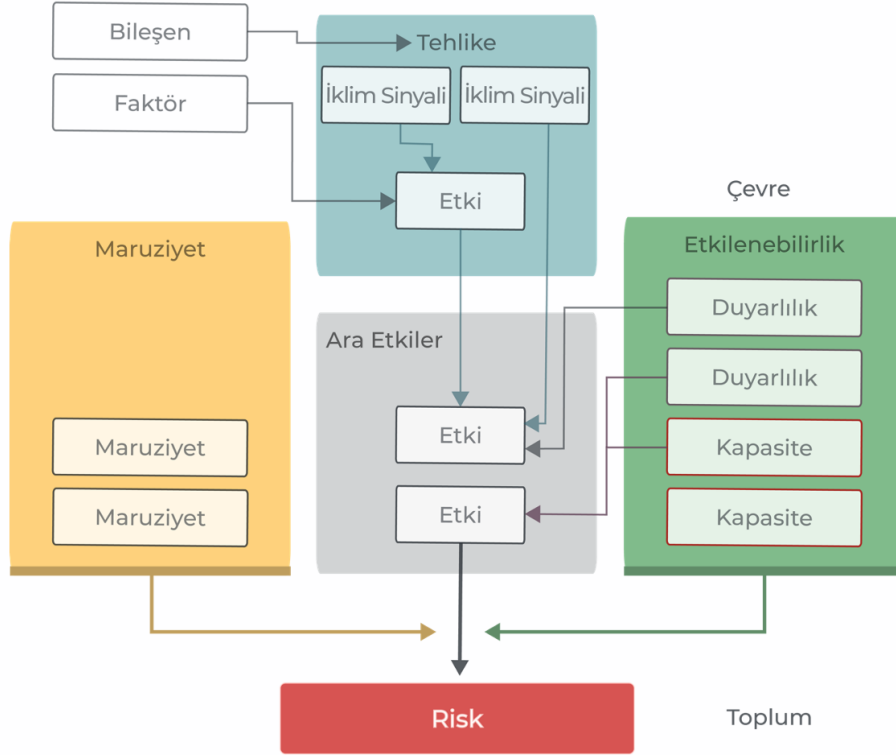 Bileşen
Faktör
Tehlike
İklim Sinyali
İklim Sinyali
Etki
Çevre
Maruziyet
Maruziyet
Maruziyet
Ara Etkiler
Etki
Etki
Etkilenebilirlik
Duyarlılık
Duyarlılık
Kapasite
Kapasite
Risk
Toplum